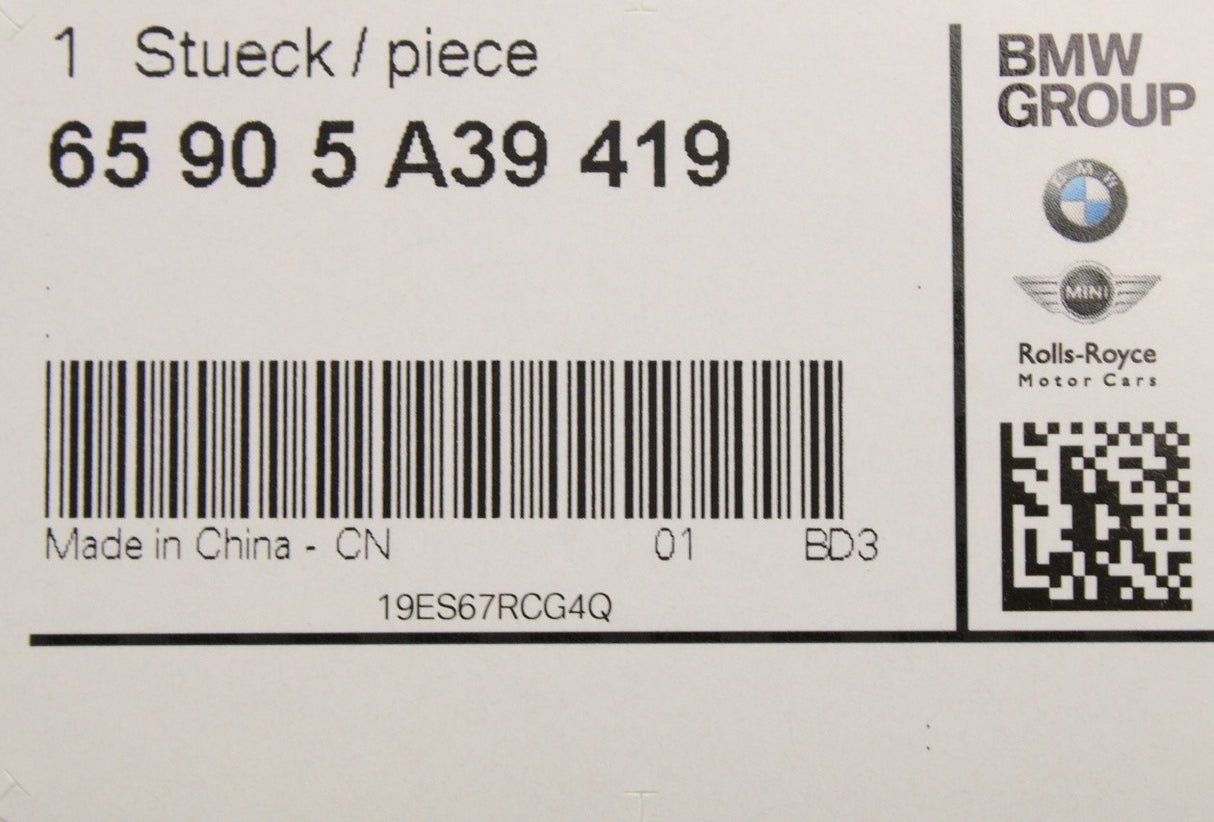 1 Stueck / piece
65 90 5 A39 419
Made in China - CN 01 BD3
19ES67RCG4Q
BMW
GROUP
BMW
MINI
Rolls-Royce
Motor Cars